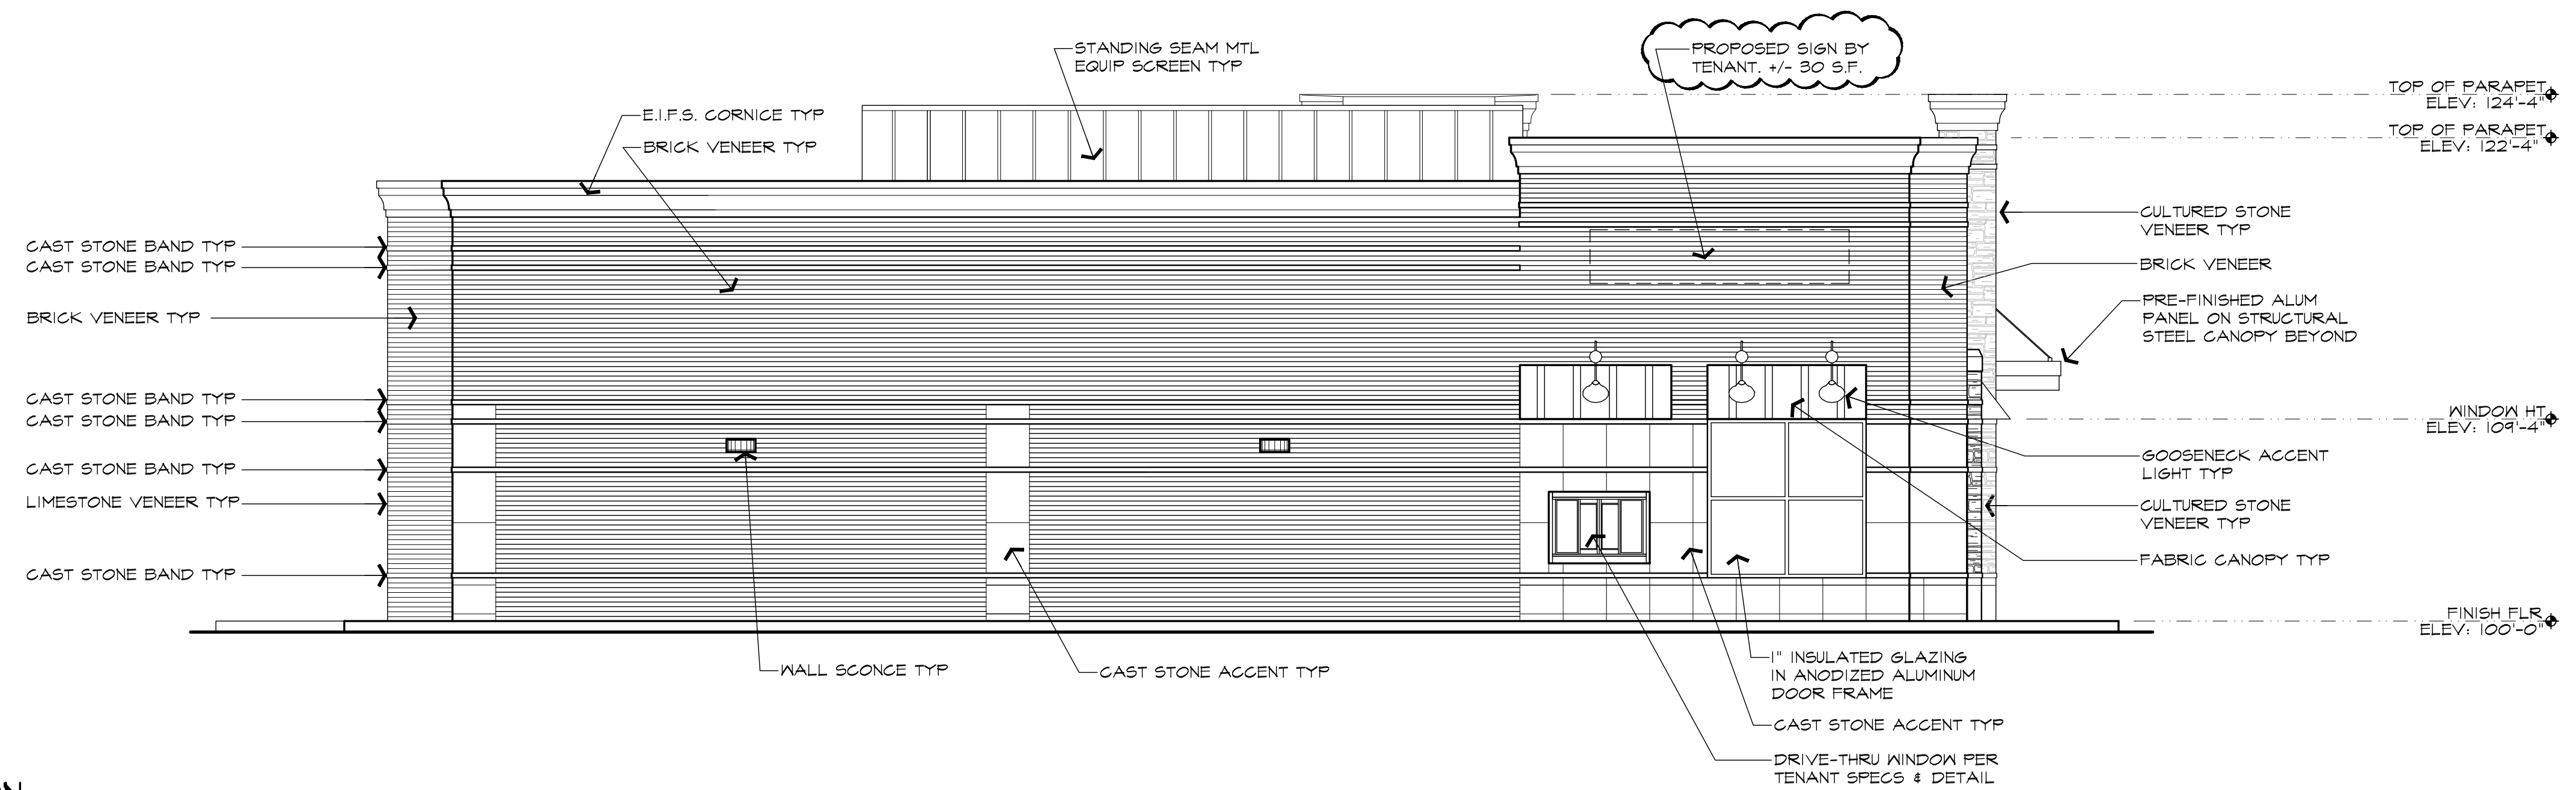 STANDING SEAM MTL
EQUIP SCREEN TYP
PROPOSED SIGN BY
TENANT. +/- 30 S.F.
E.I.F.S. CORNICE TYP
BRICK VENEER TYP
TOP OF PARAPET
ELEV: 124'-4"
TOP OF PARAPET
ELEV: 122'-4"
CAST STONE BAND TYP
CAST STONE BAND TYP
BRICK VENEER TYP
CAST STONE BAND TYP
CAST STONE BAND TYP
CAST STONE BAND TYP
LIMESTONE VENEER TYP
CAST STONE BAND TYP
CULTURED STONE
VENEER TYP
BRICK VENEER
PRE-FINISHED ALUM
PANEL ON STRUCTURAL
STEEL CANOPY BEYOND
WINDOW HT
ELEV: 109'-4"
GOOSENECK ACCENT
LIGHT TYP
CULTURED STONE
VENEER TYP
FABRIC CANOPY TYP
FINISH FLR
ELEV: 100'-0"
WALL SCONCE TYP
CAST STONE ACCENT TYP
1" INSULATED GLAZING
IN ANODIZED ALUMINUM
DOOR FRAME
CAST STONE ACCENT TYP
DRIVE-THRU WINDOW PER
TENANT SPECS & DETAIL